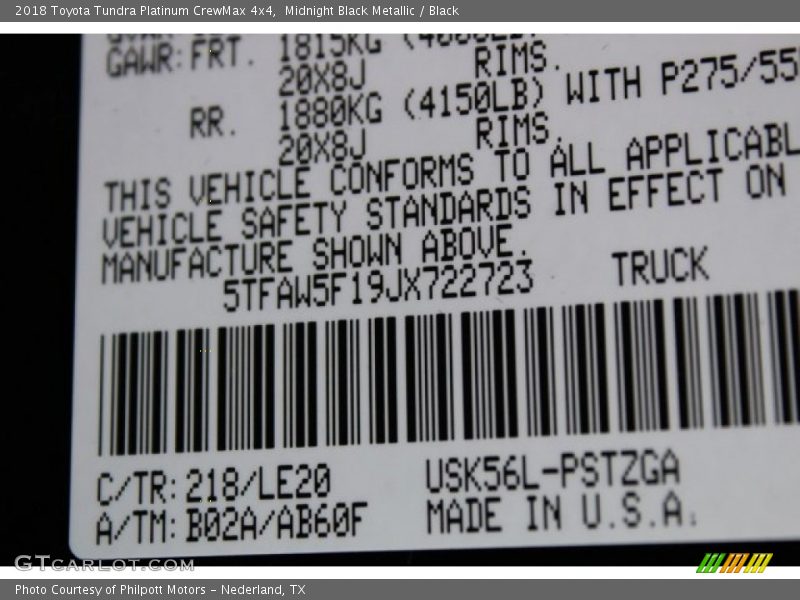 2018 Toyota Tundra Platinum CrewMax 4x4, Midnight Black Metallic / Black
GAWR: FRT. 1815KG RIMS.
20X8J
RR. 1880KG (4150LB) WITH P275/55
20X8J RIMS.
THIS VEHICLE CONFORMS TO ALL APPLICABL
VEHICLE SAFETY STANDARDS IN EFFECT ON
MANUFACTURE SHOWN ABOVE.
5TFAW5F19JX722723 TRUCK
C/TR: 218/LE20 USK56L-PSTZGA
A/TM: B02A/AB60F MADE IN U.S.A.
GTCARLOT.COM
Photo Courtesy of Philpott Motors - Nederland, TX